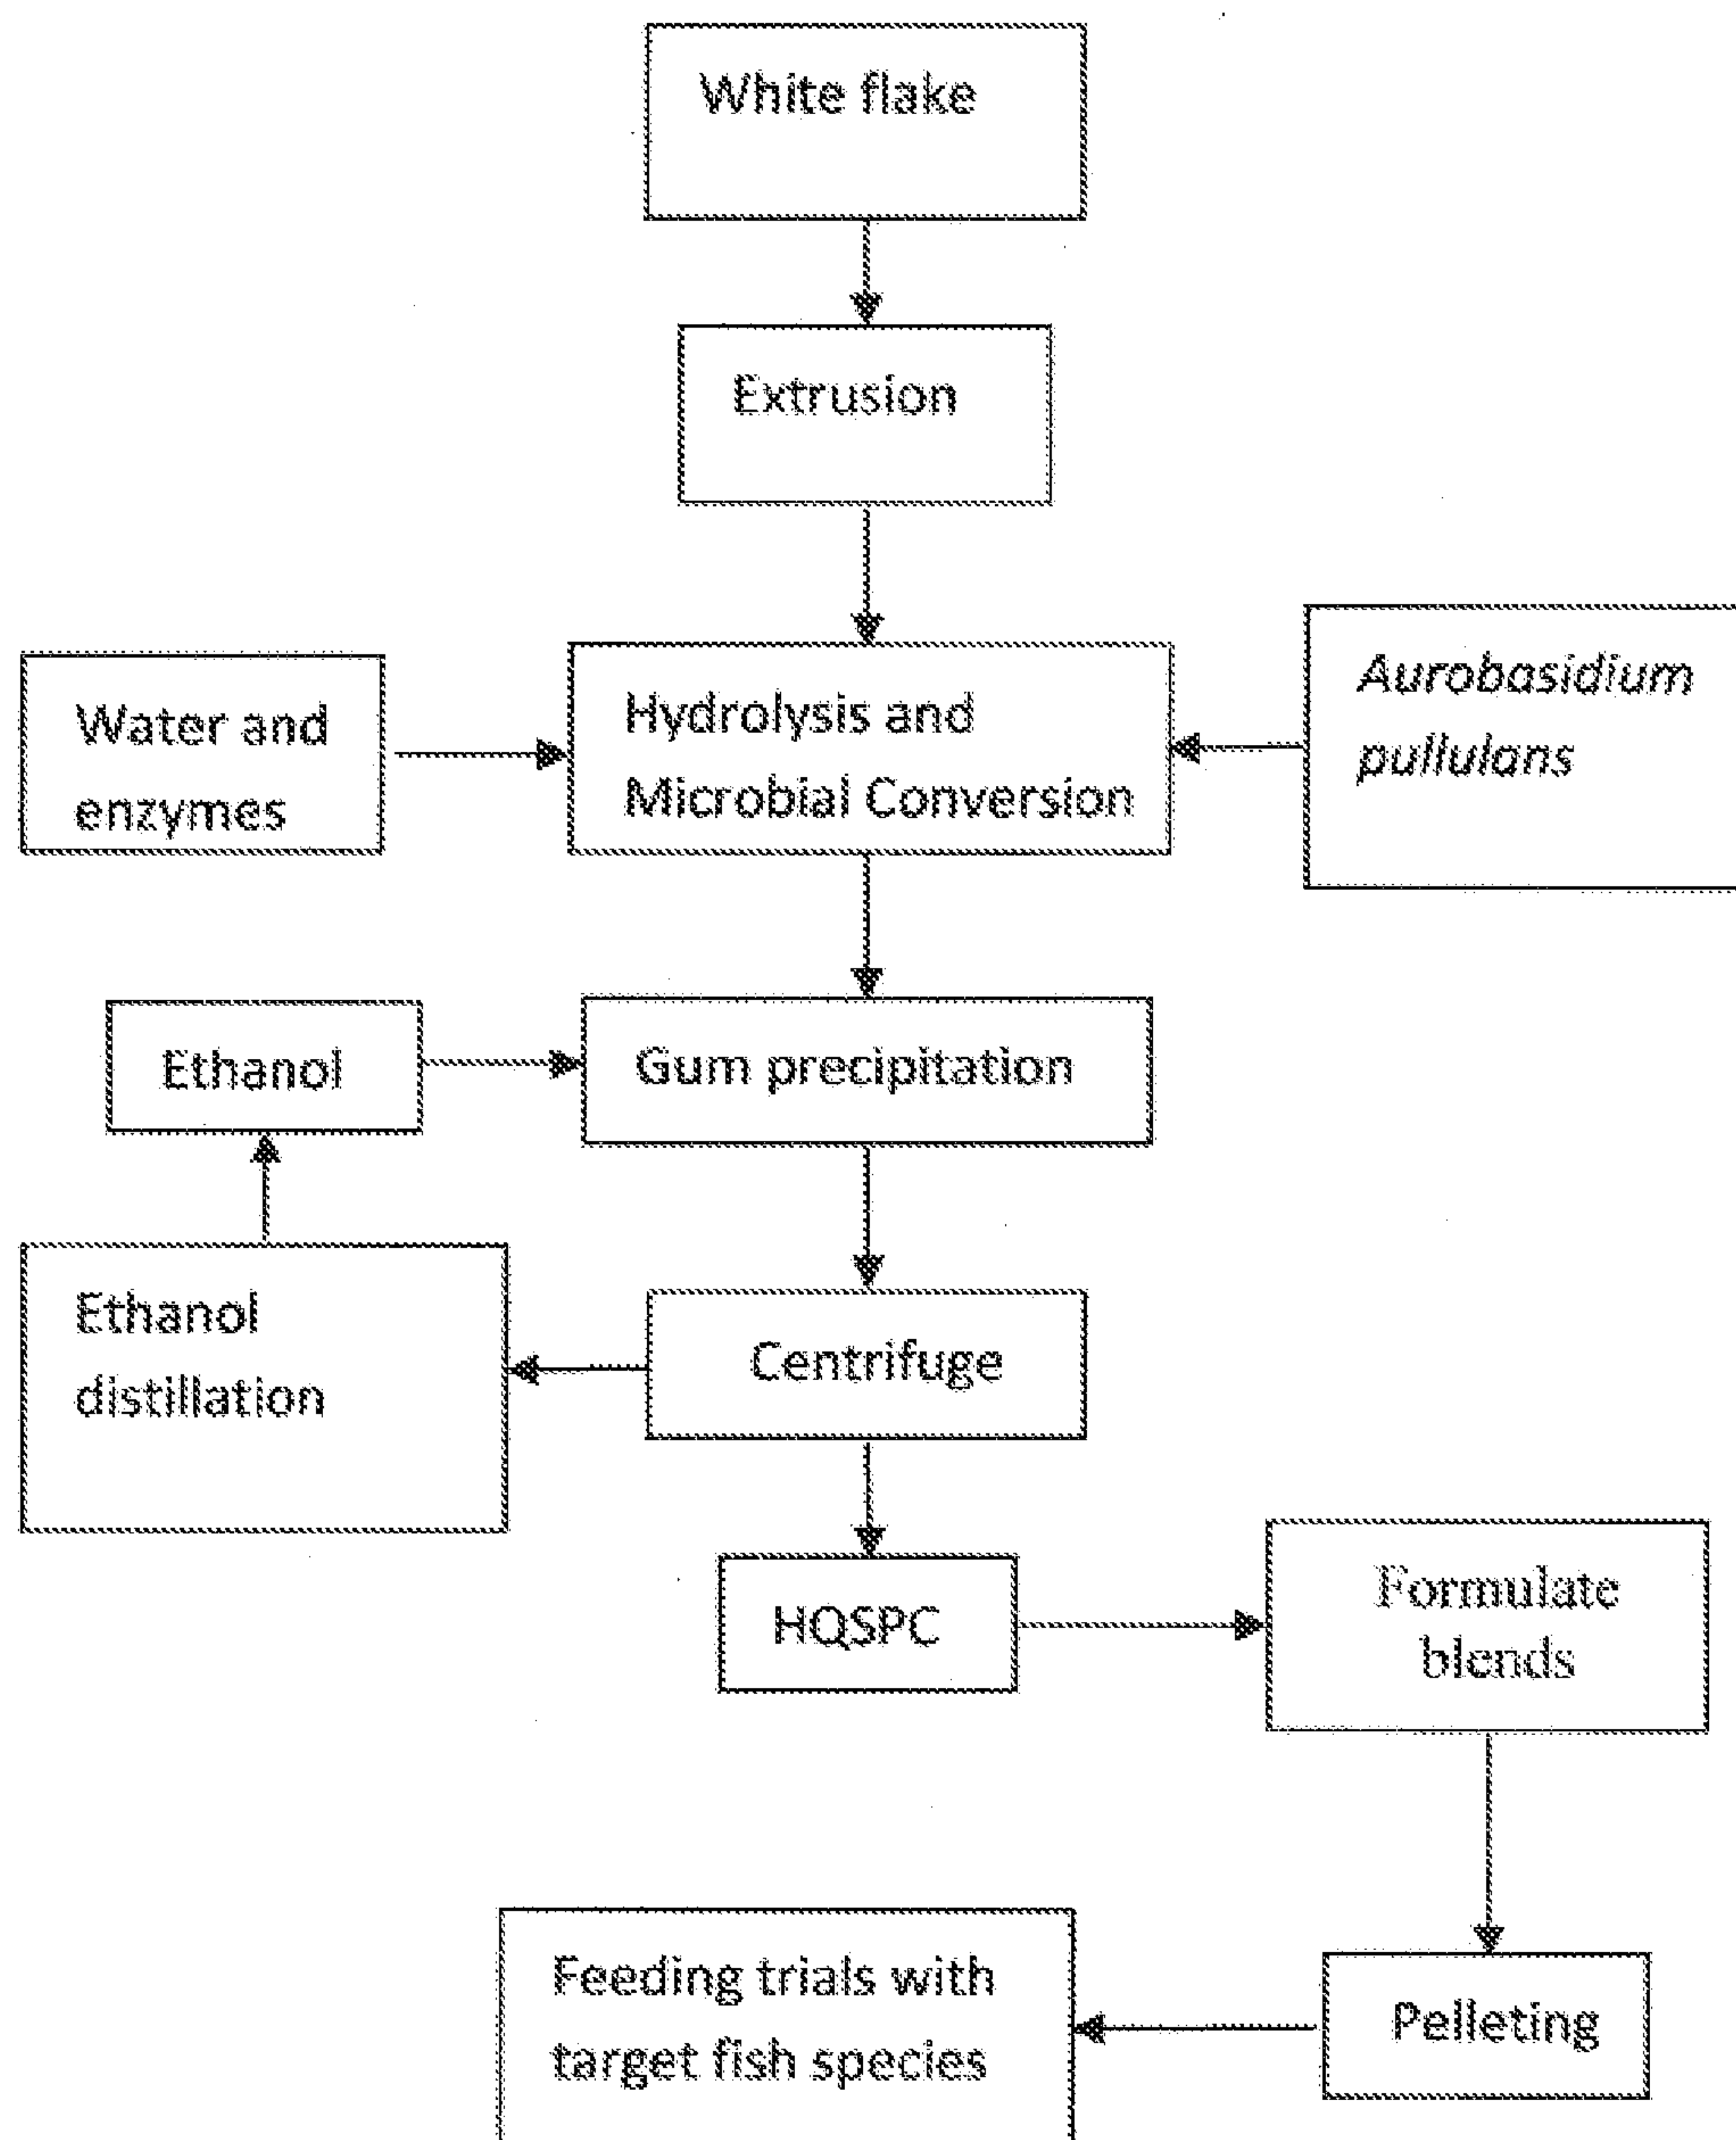 White flake
Extrusion
Water and
enzymes
Hydrolysis and
Microbial Conversion
Aurobasidium
pullulans
Ethanol
Gum precipitation
Ethanol
distillation
Centrifuge
HQSPC
Formulate
blends
Feeding trials with
target fish species
Pelleting